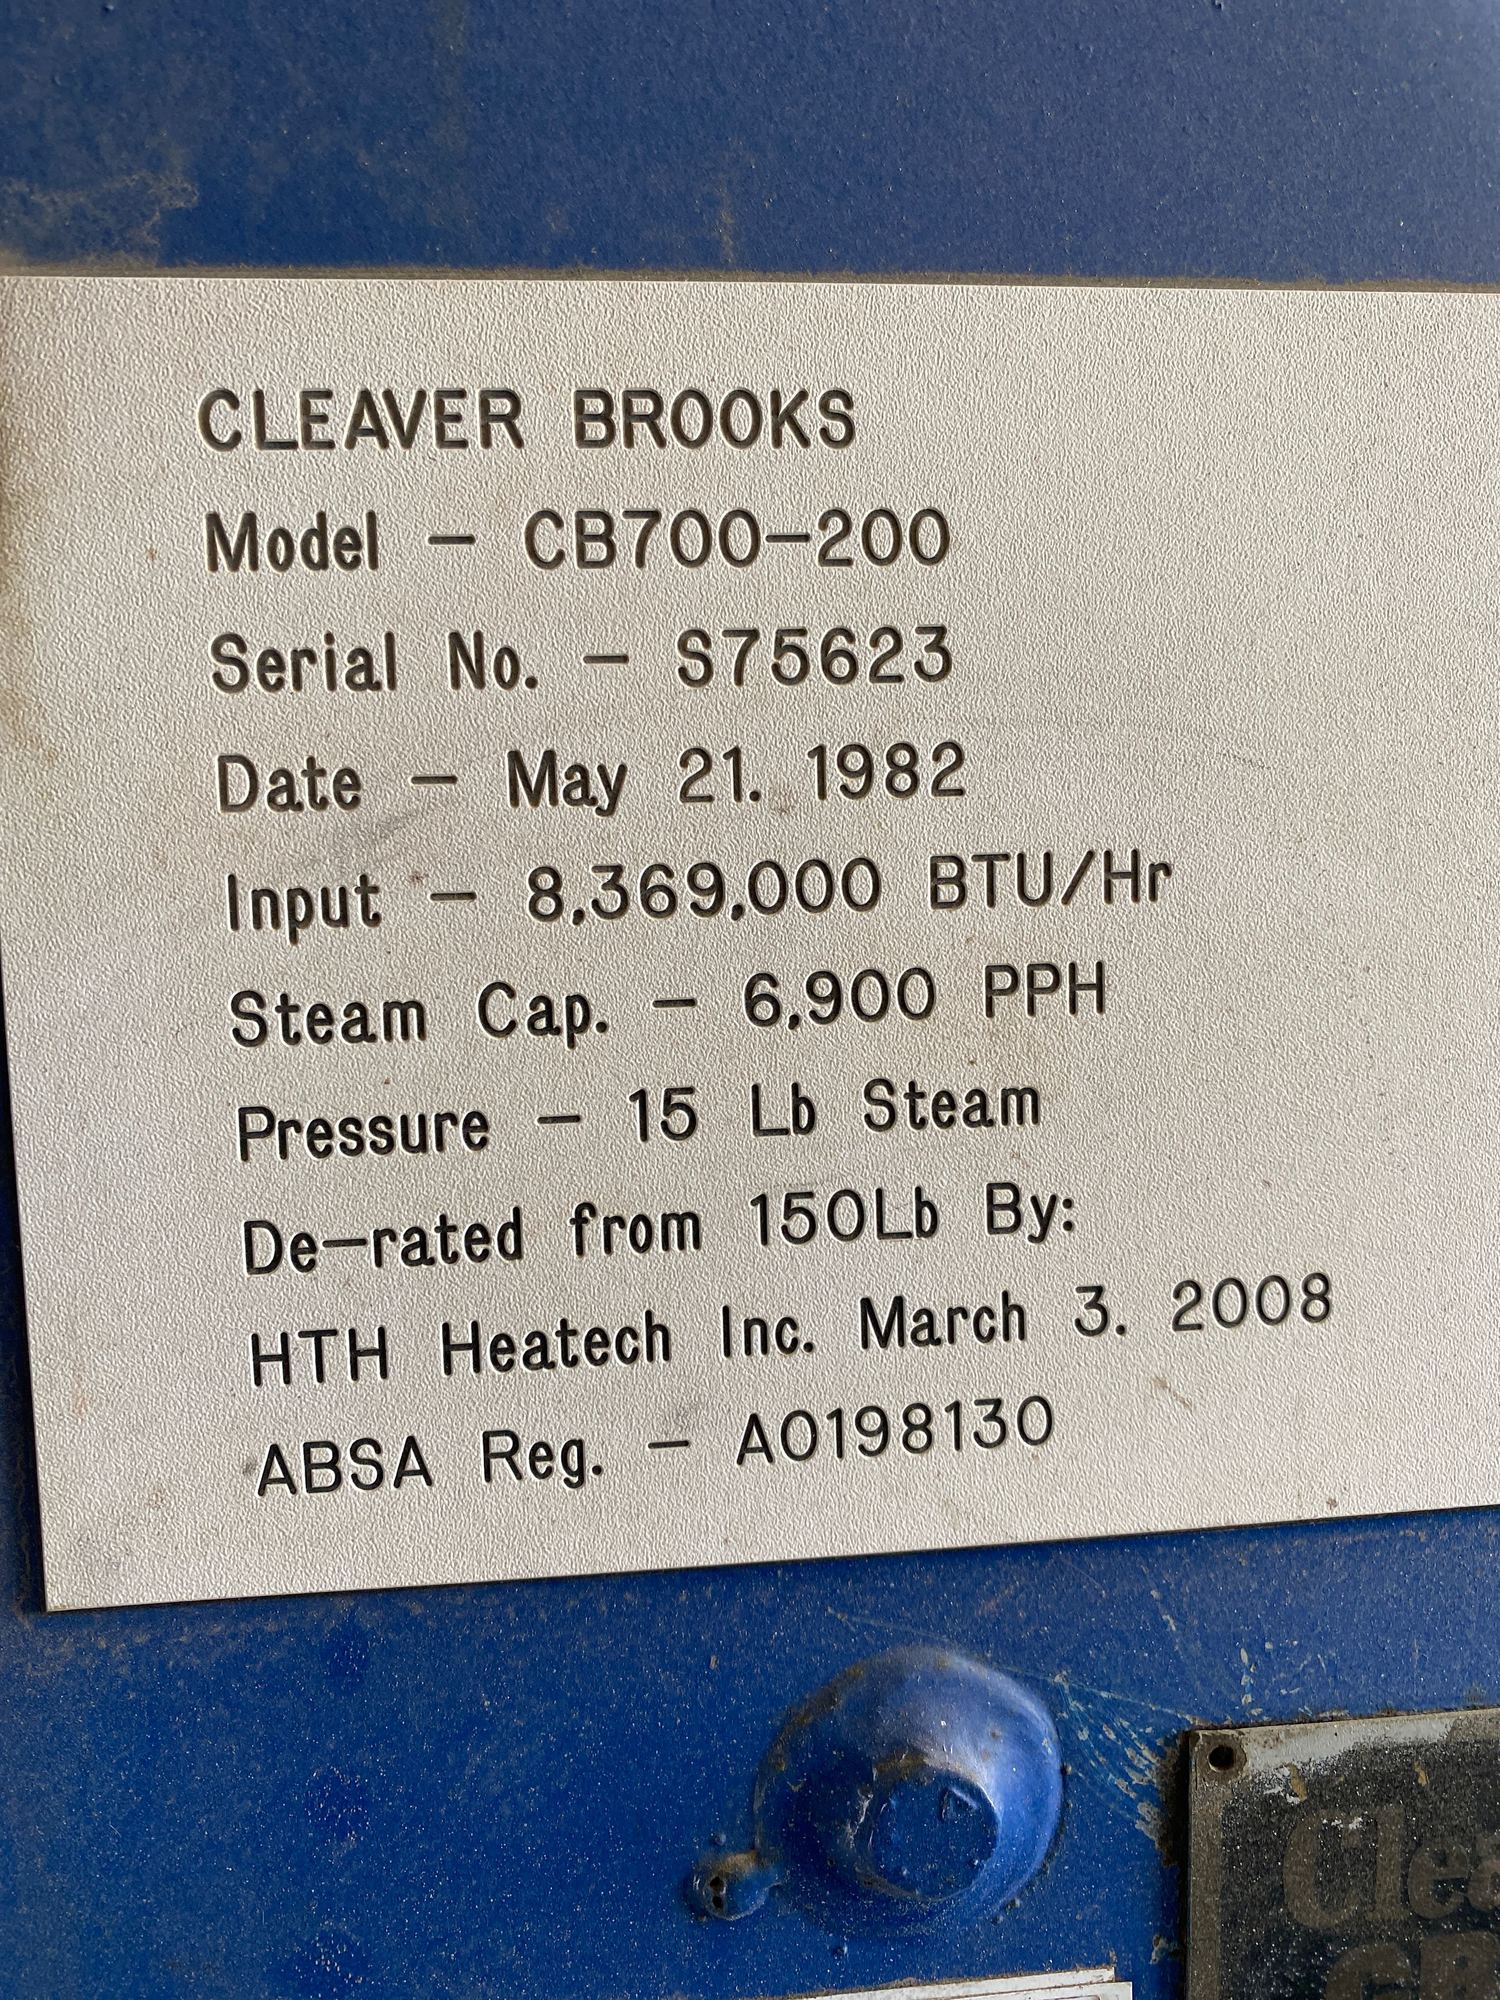 CLEAVER BROOKS
Model - CB700-200
Serial No. - S75623
Date - May 21. 1982
Input - 8,369,000 BTU/Hr
Steam Cap. - 6,900 PPH
Pressure - 15 Lb Steam
De-rated from 150Lb By:
HTH Heatech Inc. March 3. 2008
ABSA Reg. - A0198130